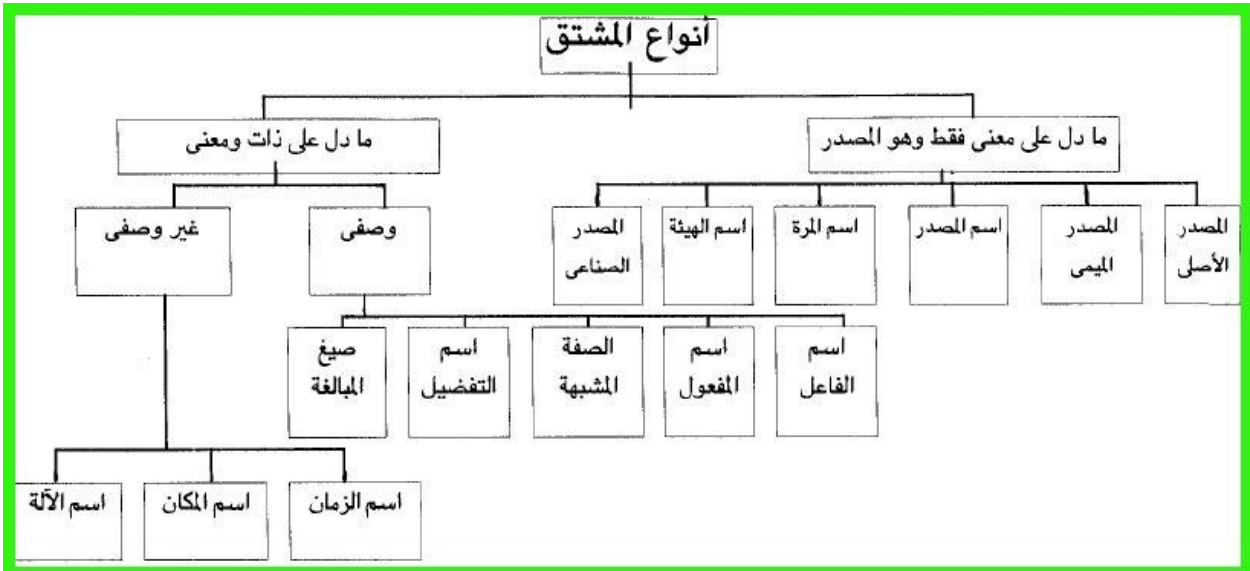 أنواع المشتق
ما دل على معنى فقط وهو المصدر
ما دل على ذات ومعنى
المصدر
الأصلى
المصدر
الميمى
اسم المصدر
اسم المرة
اسم الهيئة
المصدر
الصناعى
وصفى
غير وصفى
اسم
الفاعل
اسم
المفعول
الصفة
المشبهة
اسم
التفضيل
صيغ
المبالغة
اسم الزمان
اسم المكان
اسم الآلة